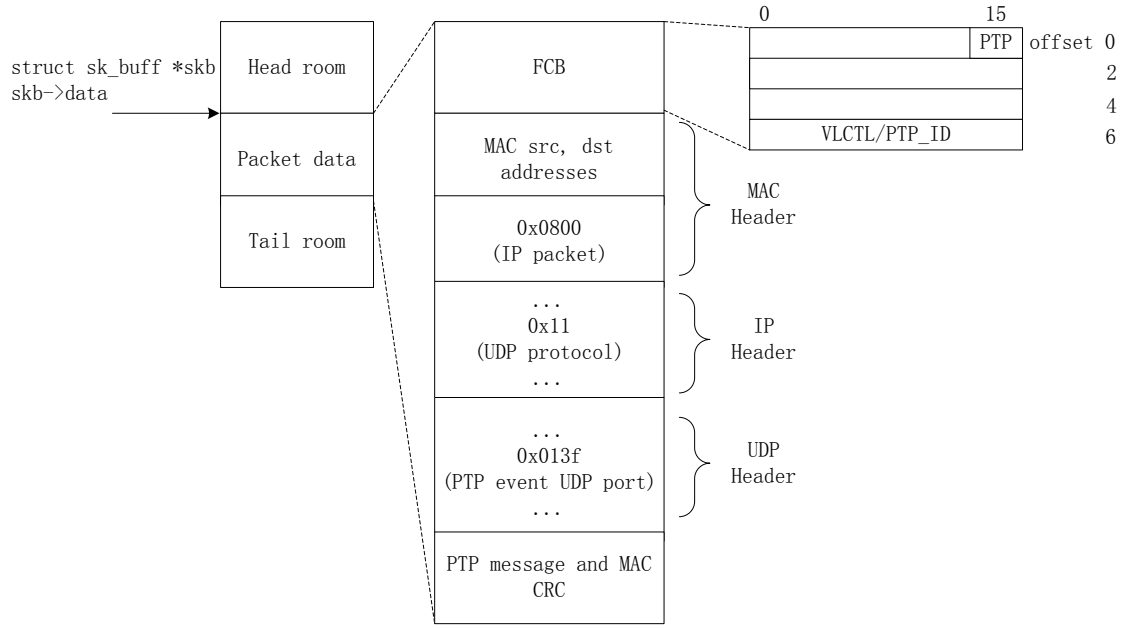 struct sk_buff *skb
skb->data
Head room
Packet data
Tail room
FCB
MAC src, dst
addresses
0x0800
(IP packet)
...
0x11
(UDP protocol)
...
...
0x013f
(PTP event UDP port)
...
PTP message and MAC
CRC
MAC
Header
IP
Header
UDP
Header
0 15
PTP offset 0
2
4
VLCTL/PTP_ID 6